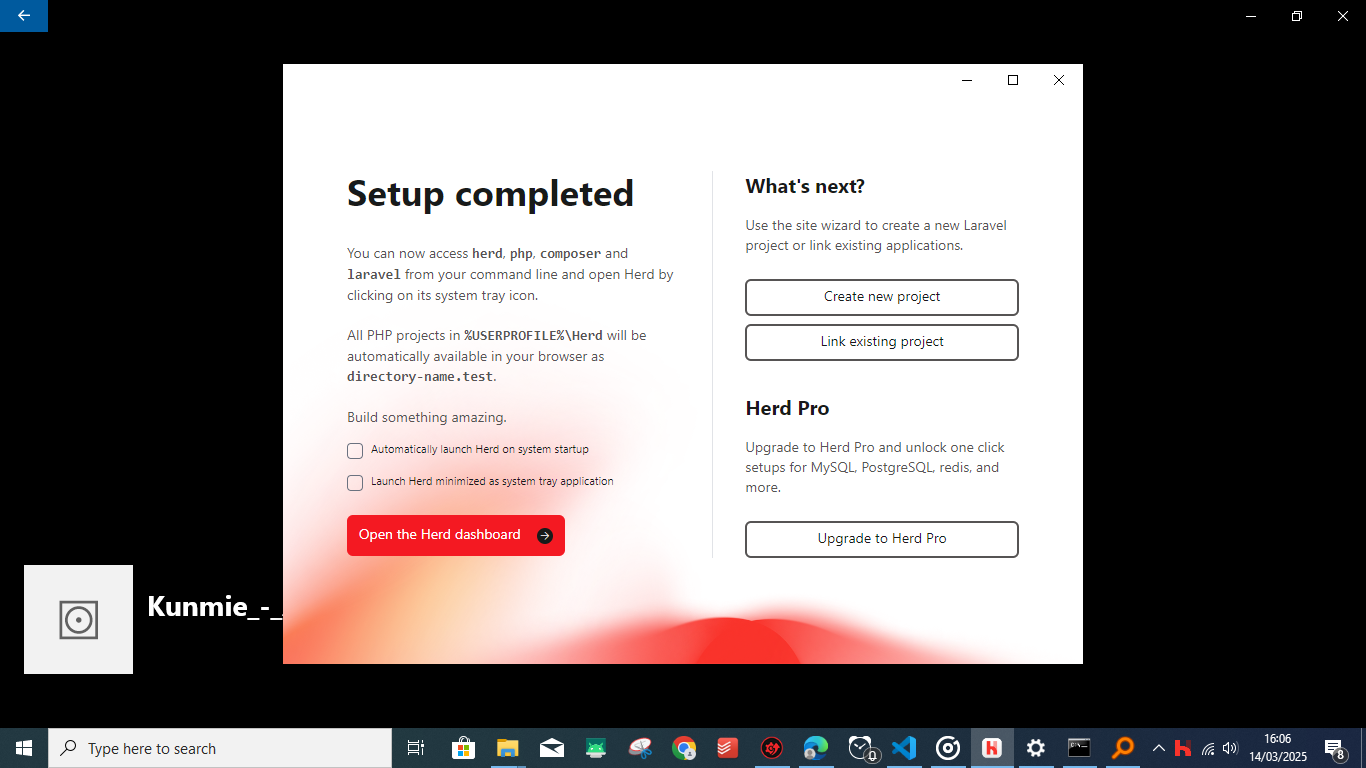 Setup completed
You can now access herd, php, composer and
laravel from your command line and open Herd by
clicking on its system tray icon.
All PHP projects in %USERPROFILE%\Herd will be
automatically available in your browser as
directory-name.test.
Build something amazing.
Automatically launch Herd on system startup
Launch Herd minimized as system tray application
Open the Herd dashboard
What's next?
Use the site wizard to create a new Laravel
project or link existing applications.
Create new project
Link existing project
Herd Pro
Upgrade to Herd Pro and unlock one click
setups for MySQL, PostgreSQL, redis, and
more.
Upgrade to Herd Pro
Kunmie_-_
Type here to search
16:06
14/03/2025
8